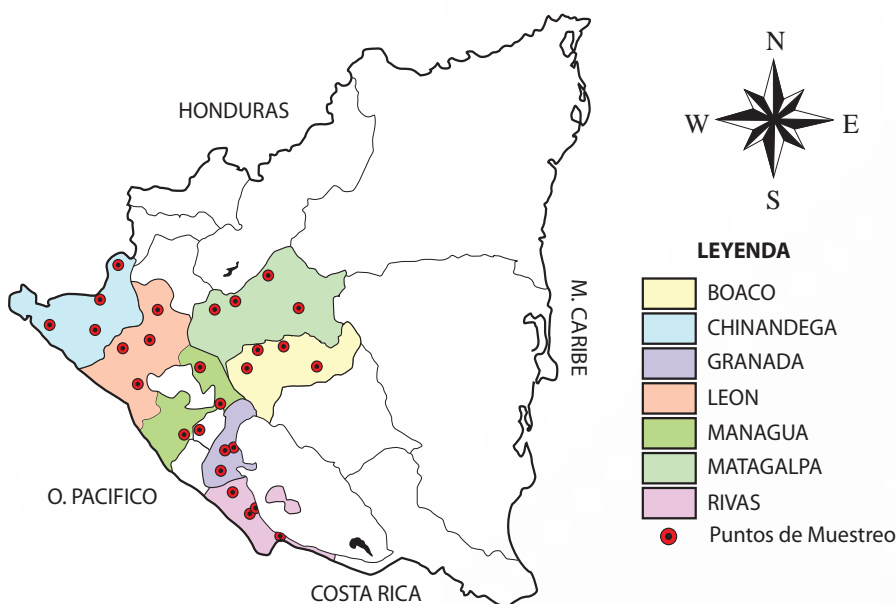 N
HONDURAS
W
E
S
LEYENDA
BOACO
CHINANDEGA
GRANADA
LEON
MANAGUA
MATAGALPA
RIVAS
Puntos de Muestreo
M. CARIBE
O. PACIFICO
COSTA RICA